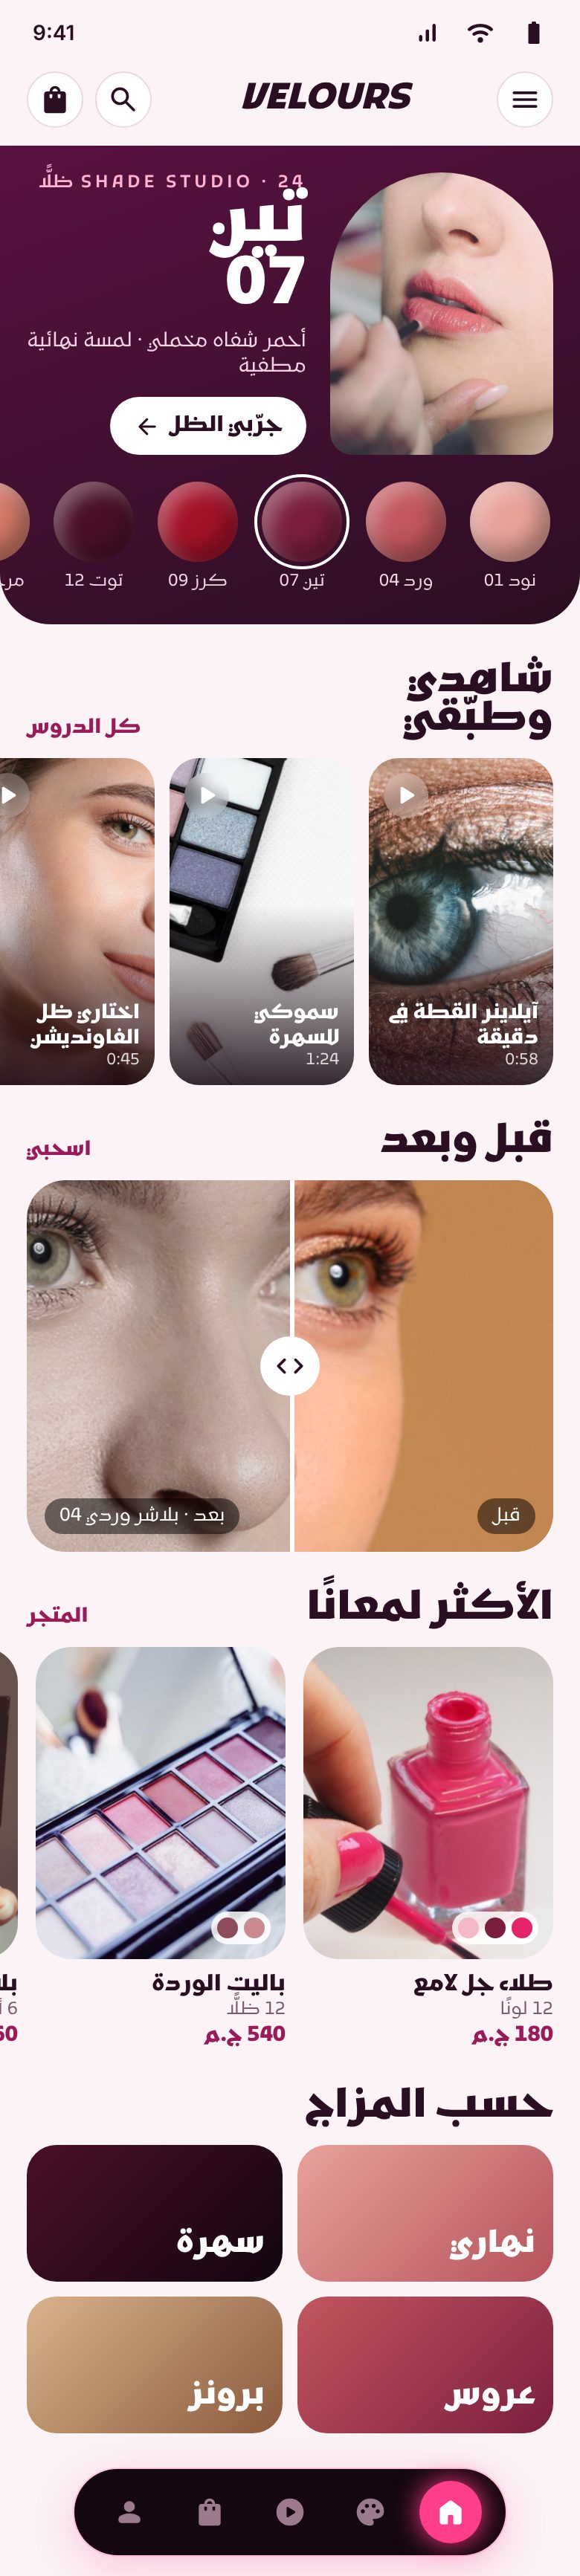 9:41
VELOURS
SHADE STUDIO · 24 ظلًّا
تين
07
أحمر شفاه مخملي · لمسة نهائية
مطفية
جرّبي الظل
نود 01
ورد 04
تين 07
كرز 09
توت 12
مر
شاهدي
وطبّقي
كل الدروس
آيلاينر القطة في
دقيقة
0:58
سموكي
للسهرة
1:24
اختاري ظل
الفاونديشن
0:45
قبل وبعد
اسحبي
قبل
بعد · بلاشر وردي 04
الأكثر لمعانًا
المتجر
طلاء جل لامع
12 لونًا
180 ج.م
باليت الوردة
12 ظلًّا
540 ج.م
بلا
6 أ
60
حسب المزاج
نهاري
سهرة
عروس
برونز